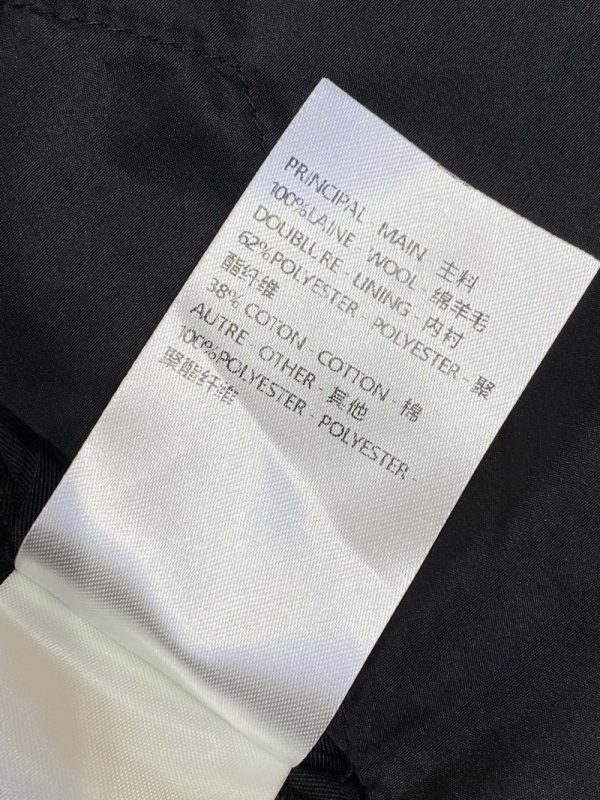 PRINCIPAL MAIN 主料
100%LAINE - WOOL - 绵羊毛
DOUBLURE - LINING - 内衬
62%POLYESTER - POLYESTER - 聚
酯纤维
38% COTON - COTTON - 棉
AUTRE OTHER - 其他
100%POLYESTER - POLYESTER -
聚酯纤维